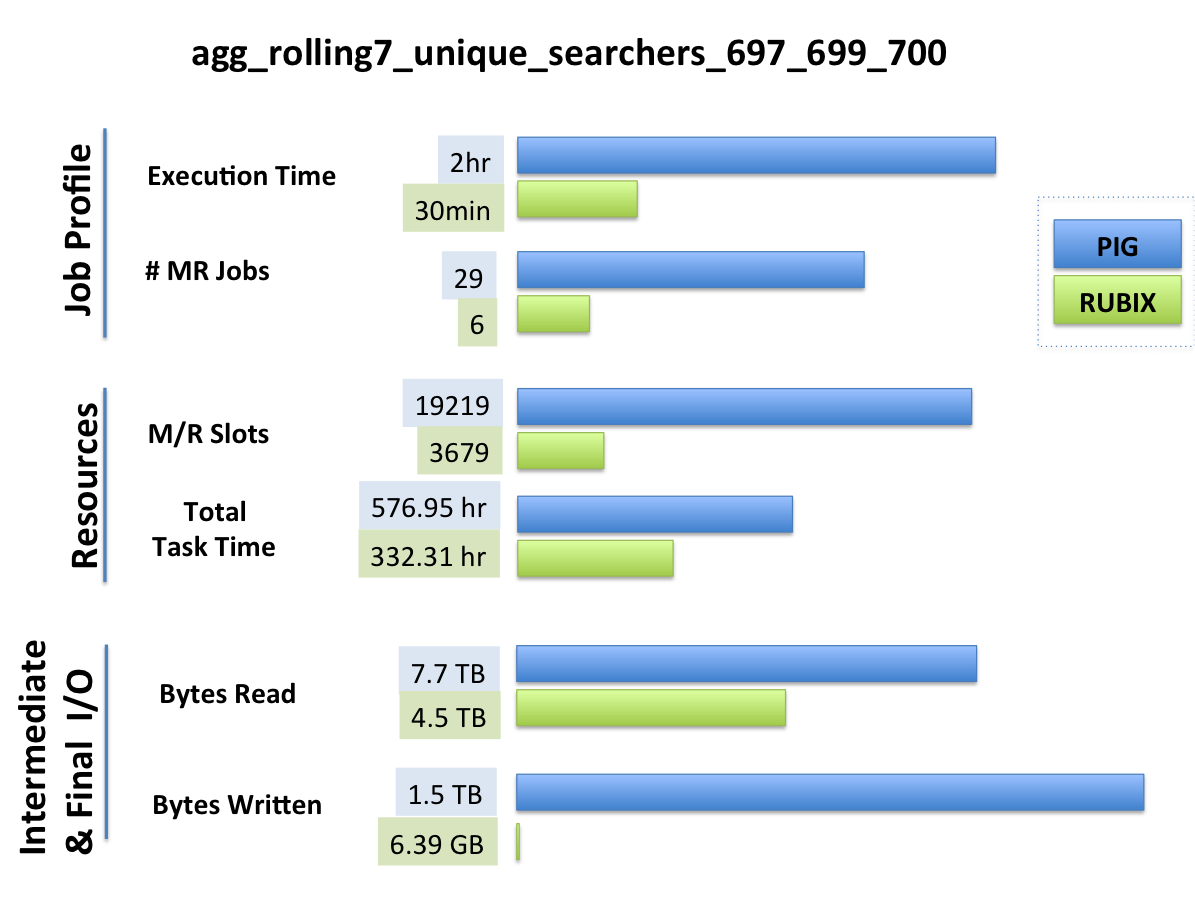 agg_rolling7_unique_searchers_697_699_700
Job Profile
Execution Time
2hr
30min
# MR Jobs
29
6
PIG
RUBIX
Resources
M/R Slots
19219
3679
Total
Task Time
576.95 hr
332.31 hr
Intermediate
& Final I/O
Bytes Read
7.7 TB
4.5 TB
Bytes Written
1.5 TB
6.39 GB